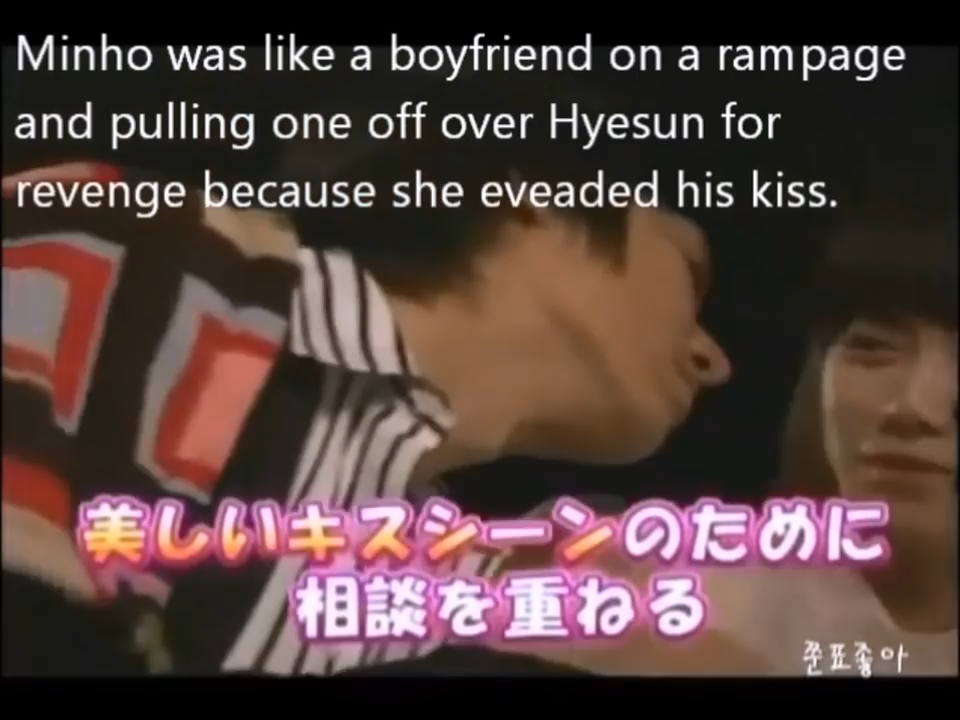 Minho was like a boyfriend on a rampage
and pulling one off over Hyesun for
revenge because she eveaded his kiss.
美しいキスシーンのために
相談を重ねる
쭌표좋아